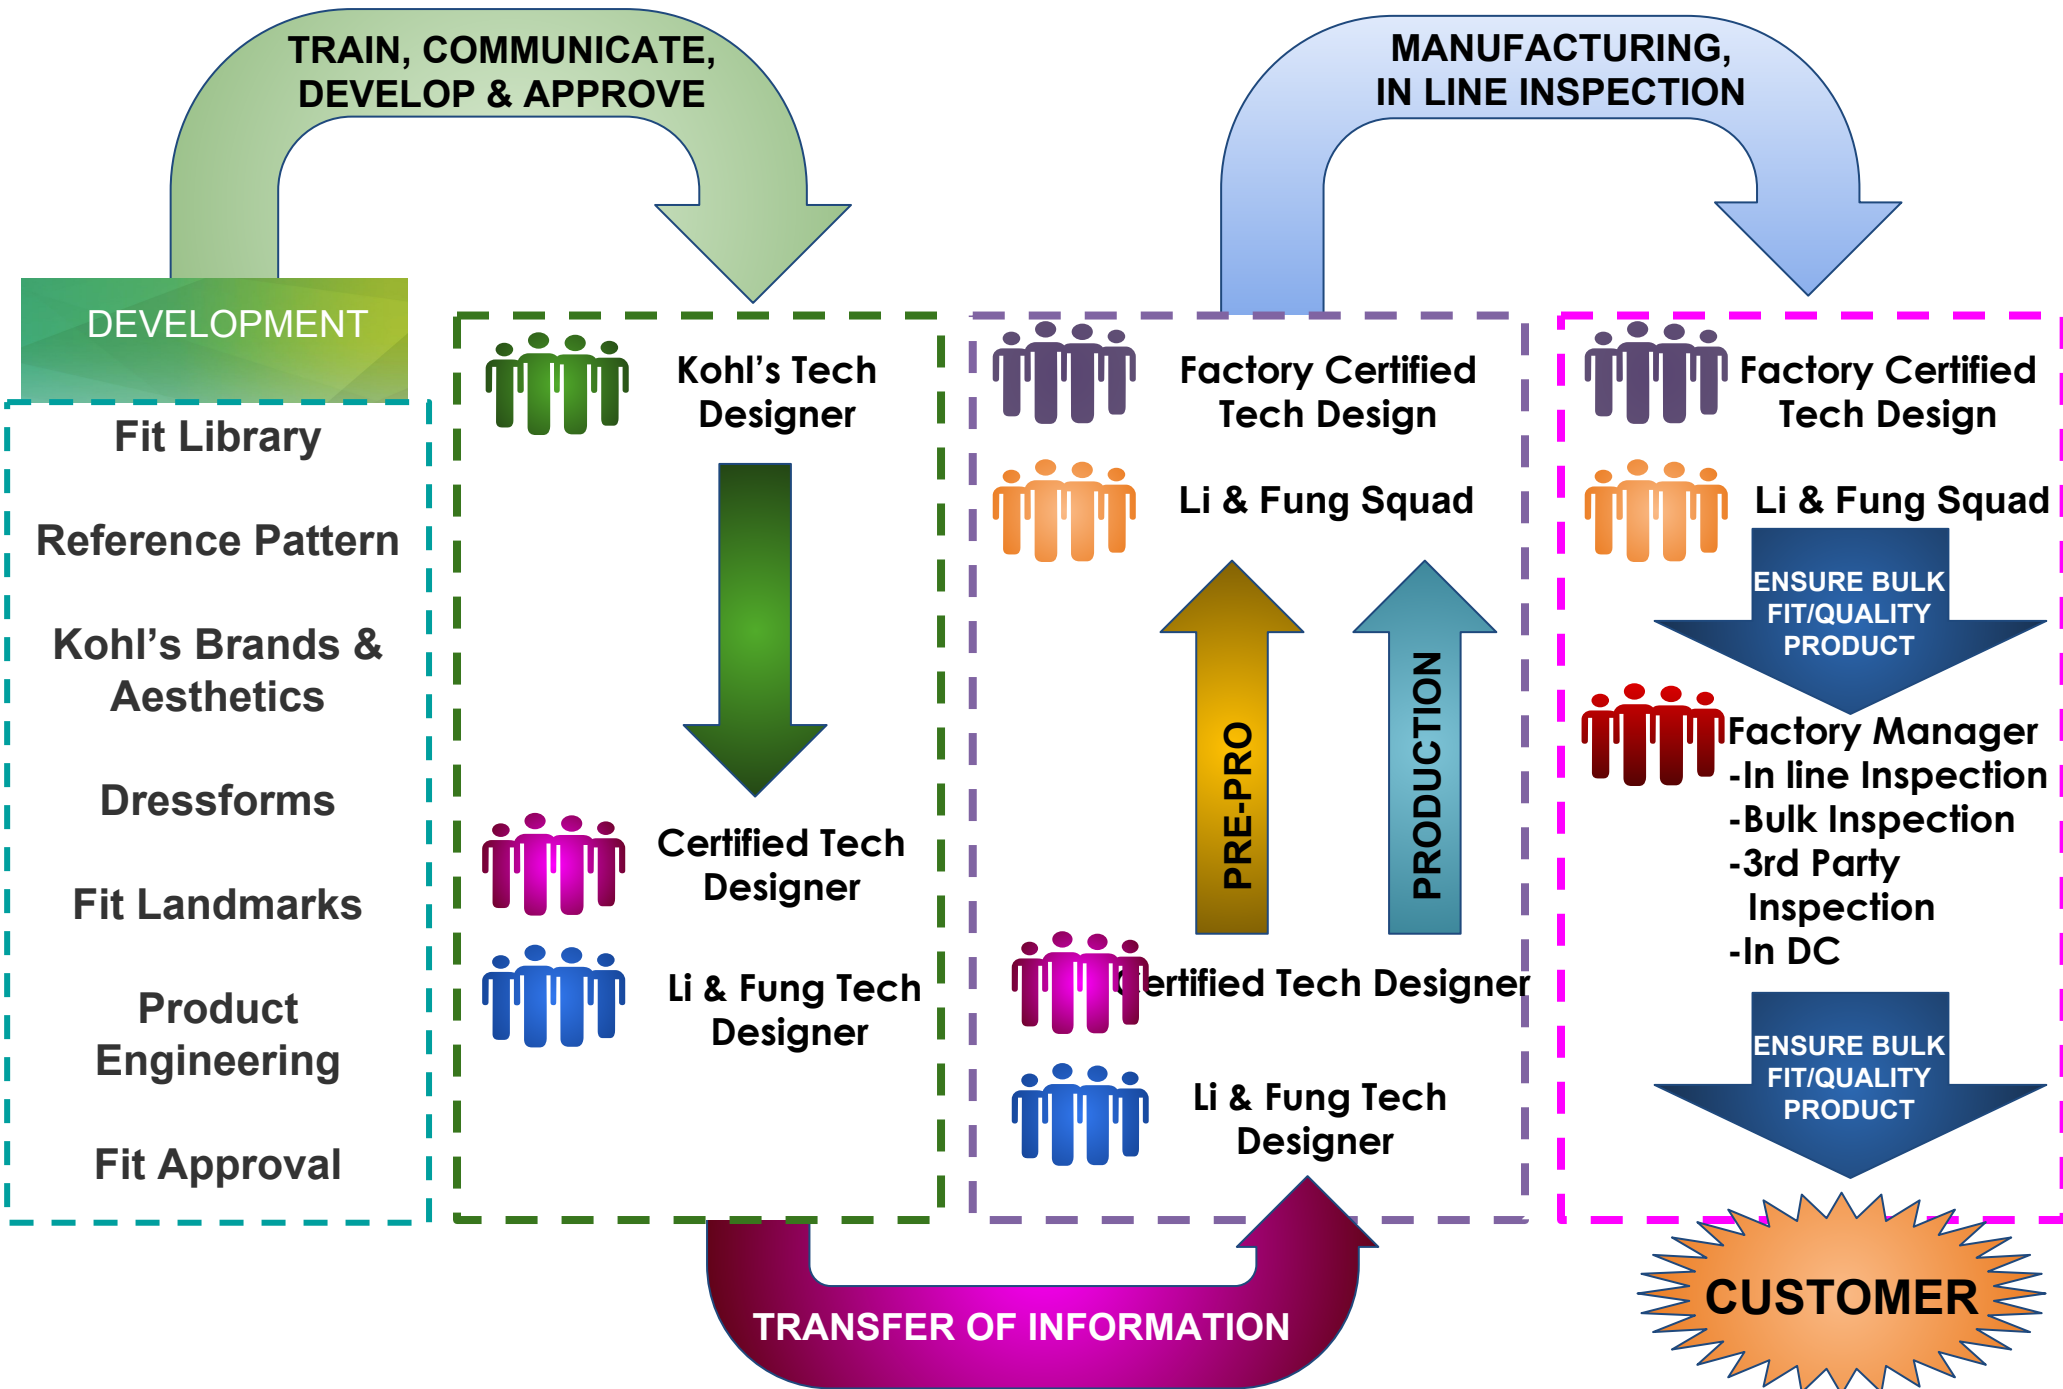 TRAIN, COMMUNICATE,
DEVELOP & APPROVE
MANUFACTURING,
IN LINE INSPECTION
DEVELOPMENT
Fit Library
Reference Pattern
Kohl’s Brands &
Aesthetics
Dressforms
Fit Landmarks
Product
Engineering
Fit Approval
Kohl’s Tech
Designer
Certified Tech
Designer
Li & Fung Tech
Designer
TRANSFER OF INFORMATION
Factory Certified
Tech Design
Li & Fung Squad
PRE-PRO
PRODUCTION
Certified Tech Designer
Li & Fung Tech
Designer
Factory Certified
Tech Design
Li & Fung Squad
ENSURE BULK
FIT/QUALITY
PRODUCT
Factory Manager
-In line Inspection
-Bulk Inspection
-3rd Party
Inspection
-In DC
ENSURE BULK
FIT/QUALITY
PRODUCT
CUSTOMER